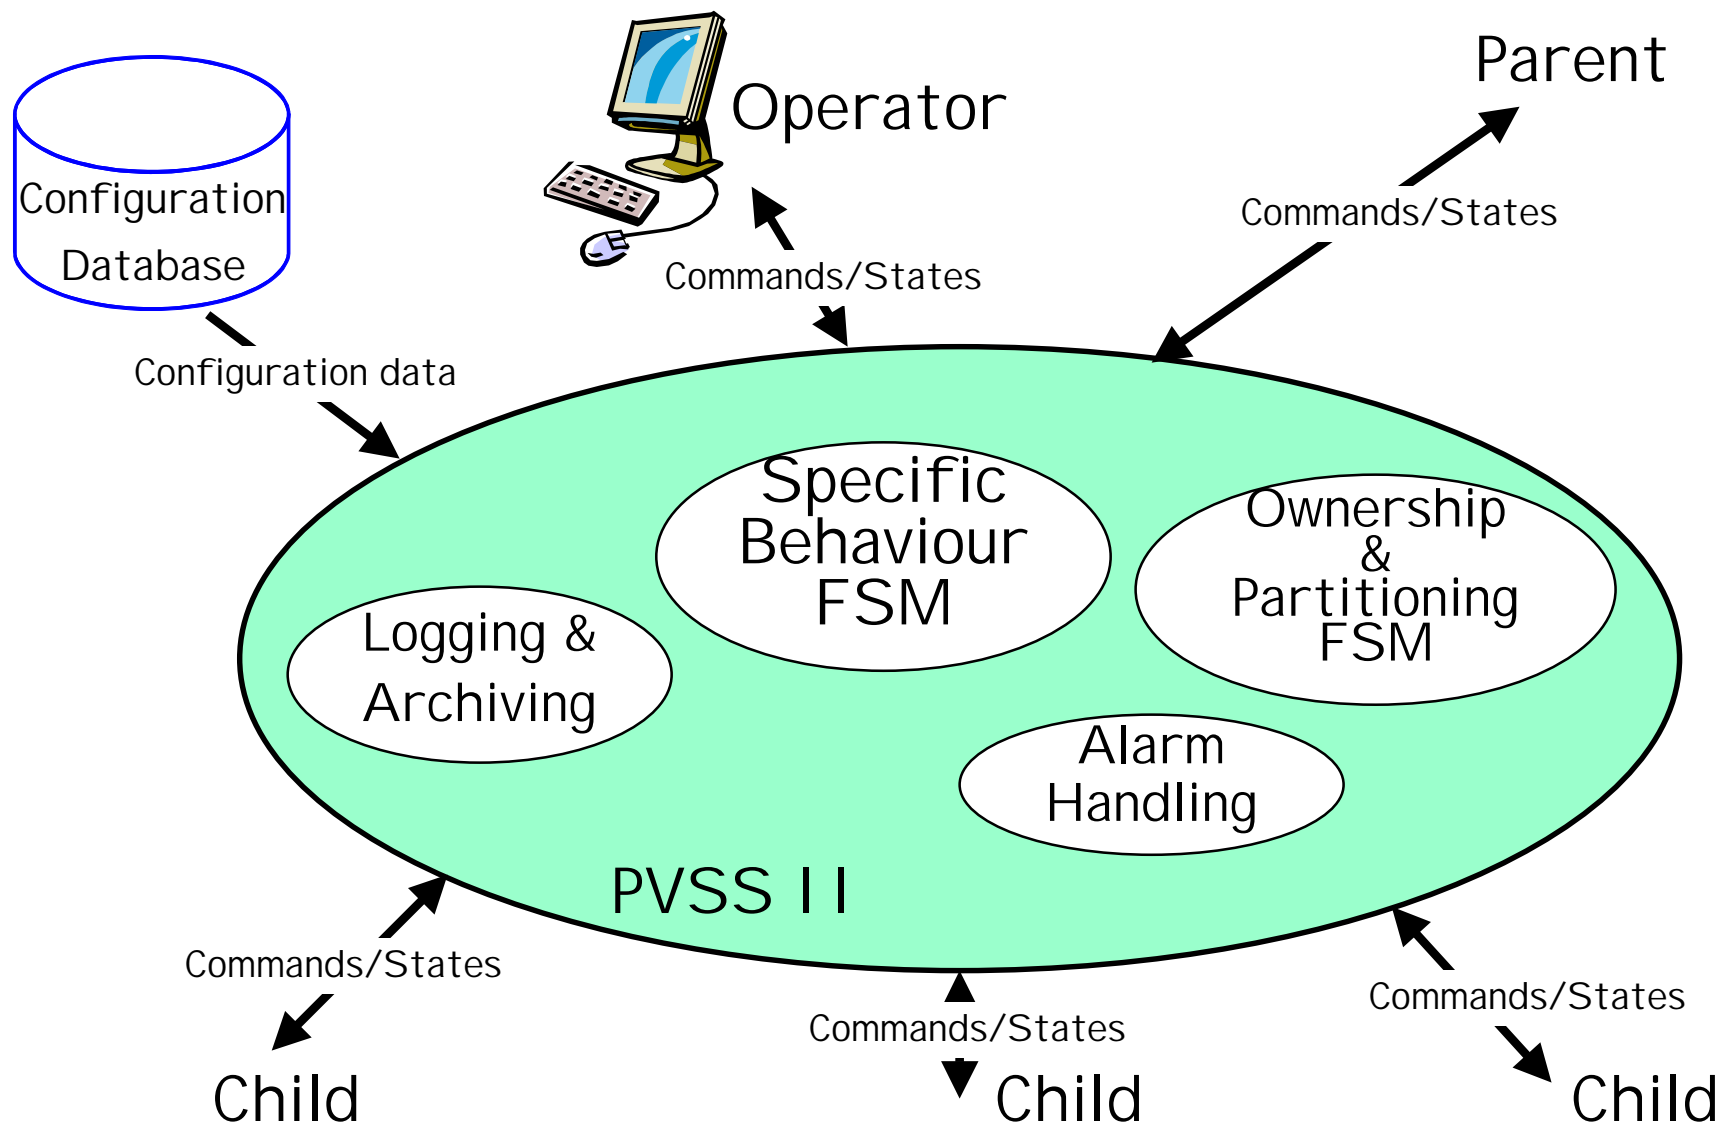 Parent
Operator
Configuration
Database
Commands/States
Commands/States
Configuration data
Specific
Behaviour
FSM
Ownership
&
Partitioning
FSM
Logging &
Archiving
Alarm
Handling
PVSS II
Commands/States
Commands/States
Commands/States
Child
Child
Child